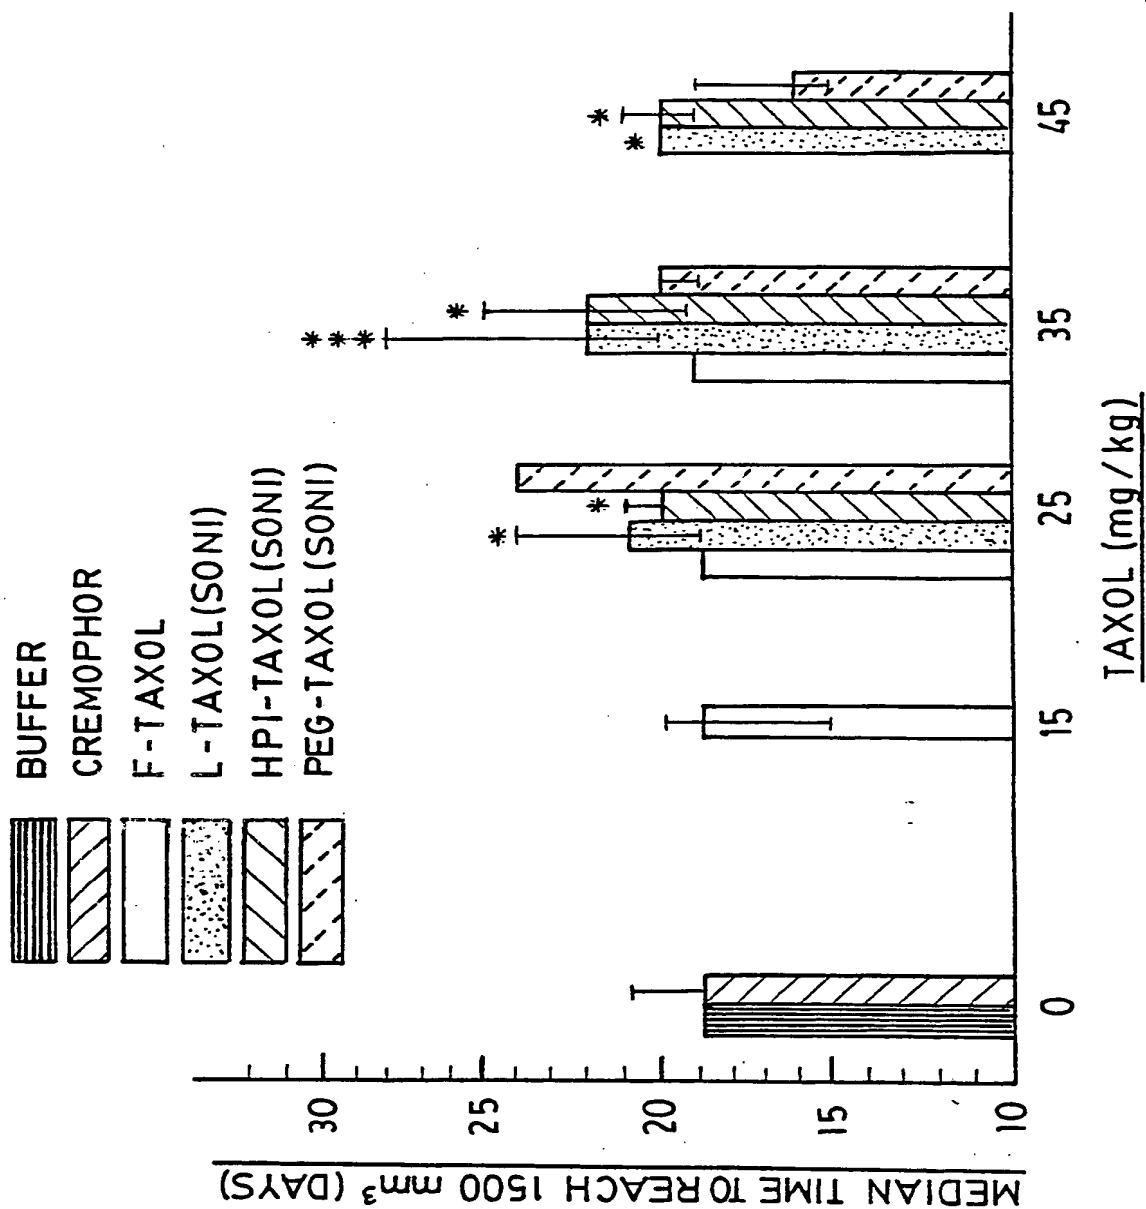 BUFFER
CREMOPHOR
F-TAXOL
L-TAXOL(SONI)
HPI-TAXOL(SONI)
PEG-TAXOL(SONI)
MEDIAN TIME TO REACH 1500 mm³ (DAYS)
30
25
20
15
10
* * *
*
*
*
*
*
0
15
25
35
45
TAXOL (mg/kg)